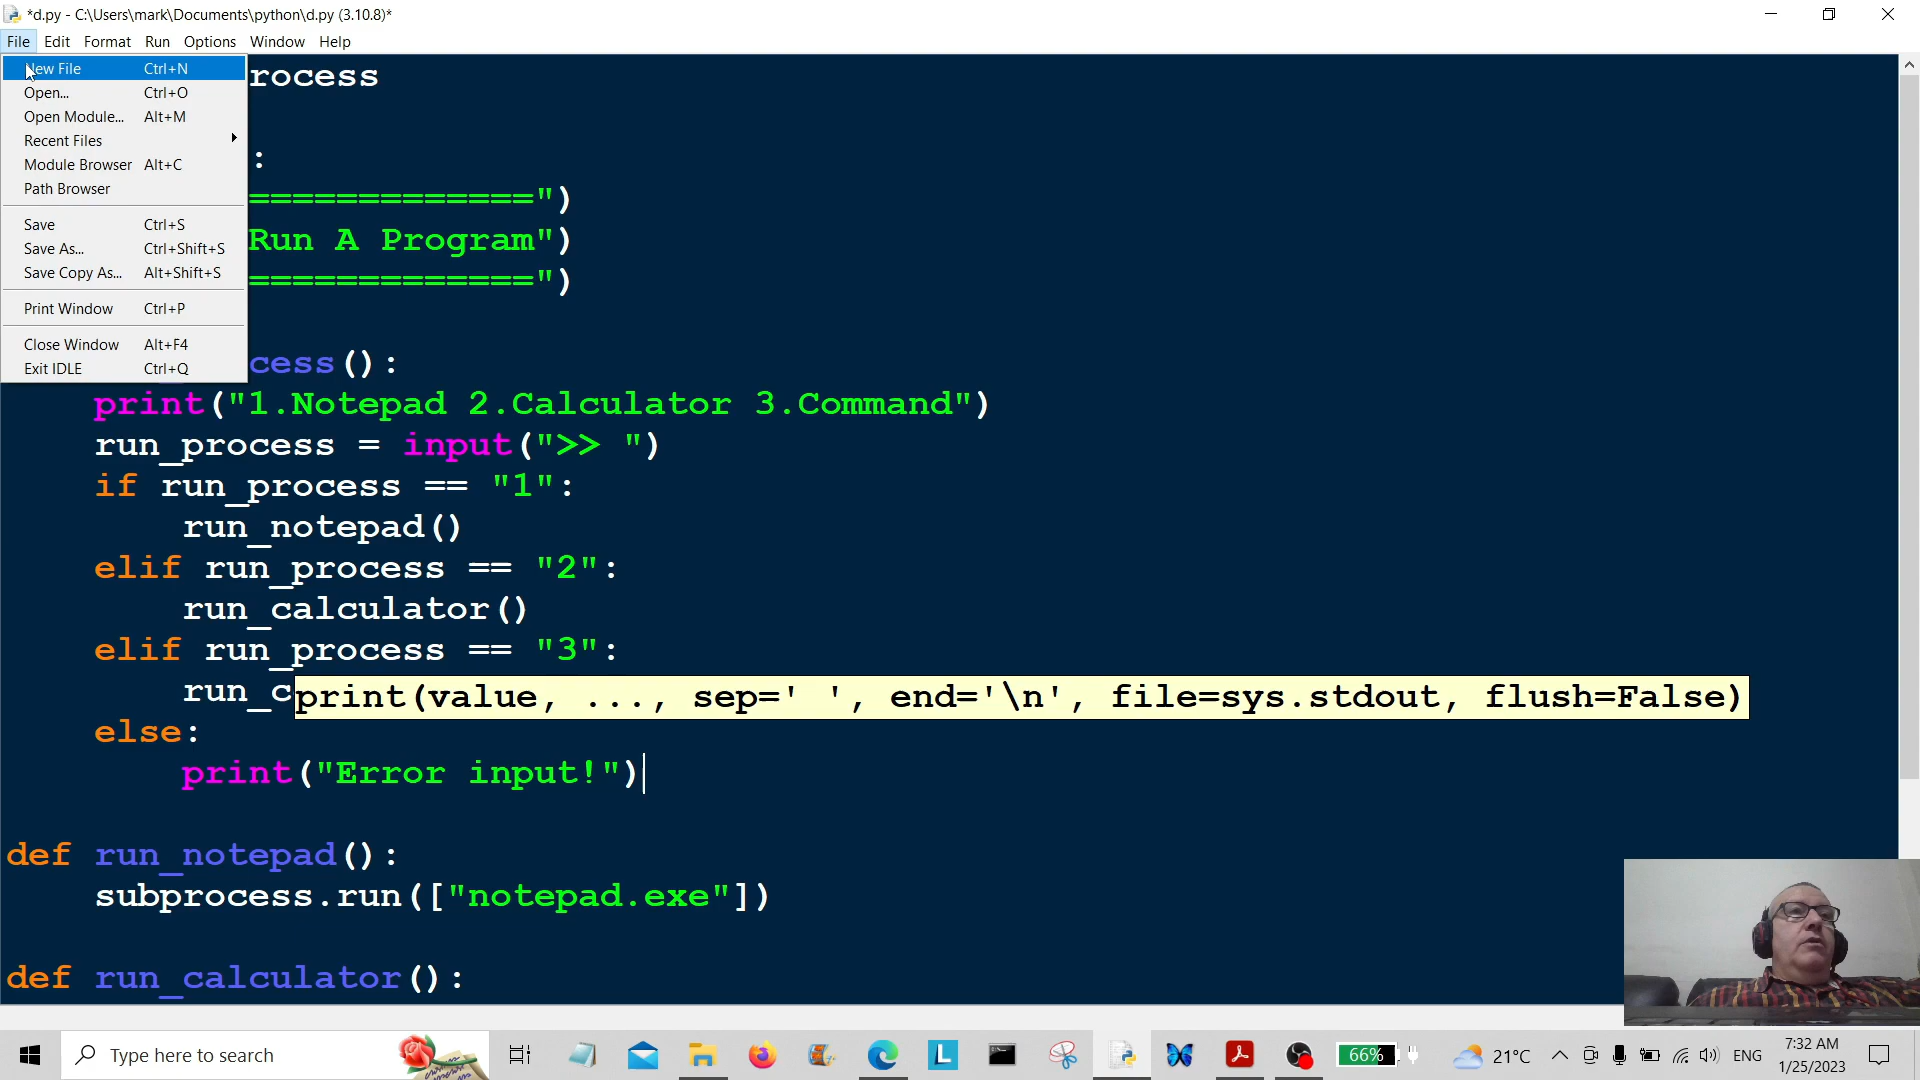 *d.py - C:\Users\mark\Documents\python\d.py (3.10.8)*
File Edit Format Run Options Window Help
New File Ctrl+N
Open... Ctrl+O
Open Module... Alt+M
Recent Files
Module Browser Alt+C
Path Browser
Save Ctrl+S
Save As... Ctrl+Shift+S
Save Copy As... Alt+Shift+S
Print Window Ctrl+P
Close Window Alt+F4
Exit IDLE Ctrl+Q
rocess
:
=============")
Run A Program")
=============")
cess():
print("1.Notepad 2.Calculator 3.Command")
run_process = input(">> ")
if run_process == "1":
run_notepad()
elif run_process == "2":
run_calculator()
elif run_process == "3":
run_c
print(value, ..., sep=' ', end='\n', file=sys.stdout, flush=False)
else:
print("Error input!")
def run_notepad():
subprocess.run(["notepad.exe"])
def run_calculator():
Type here to search
L
66%
21°C
ENG
7:32 AM
1/25/2023